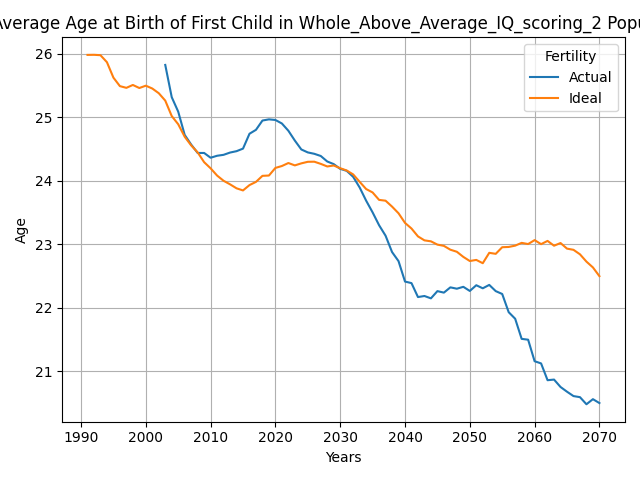 Average Age at Birth of First Child in Whole_Above_Average_IQ_scoring_2
Fertility
Actual
Ideal
26
25
24
23
22
21
Age
1990 2000 2010 2020 2030 2040 2050 2060 2070
Years